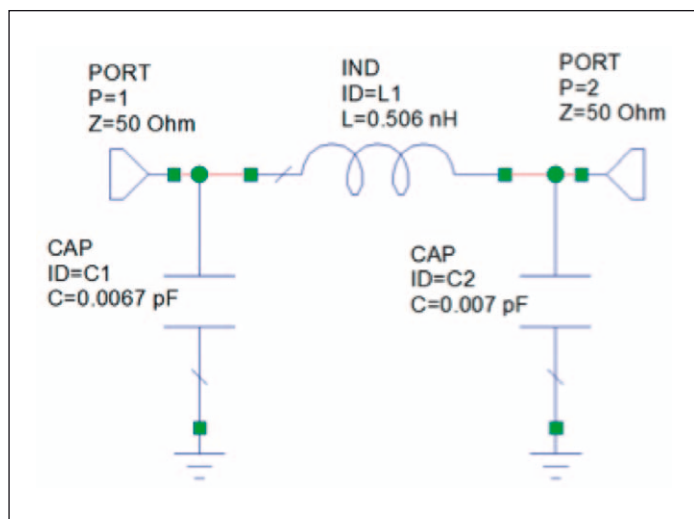 PORT
P=1
Z=50 Ohm
IND
ID=L1
L=0.506 nH
PORT
P=2
Z=50 Ohm
CAP
ID=C1
C=0.0067 pF
CAP
ID=C2
C=0.007 pF